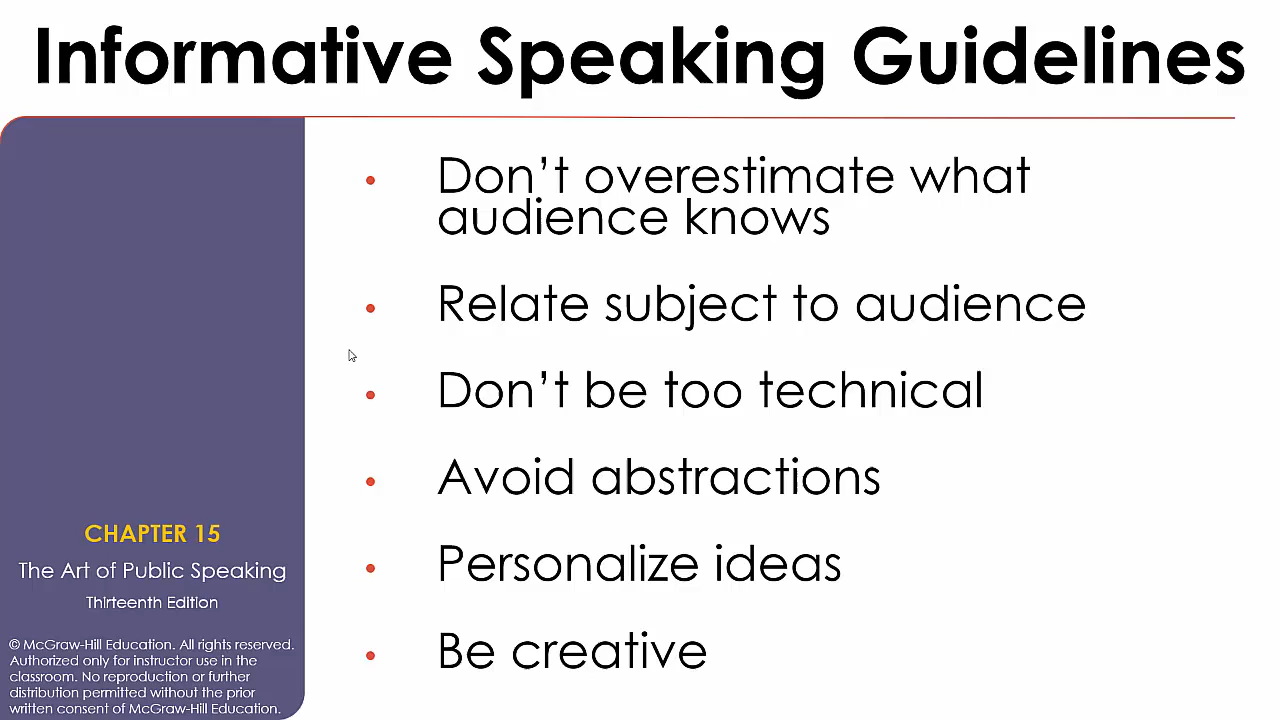 Informative Speaking Guidelines
• Don’t overestimate what
audience knows
• Relate subject to audience
• Don’t be too technical
• Avoid abstractions
• Personalize ideas
• Be creative
CHAPTER 15
The Art of Public Speaking
Thirteenth Edition
© McGraw-Hill Education. All rights reserved.
Authorized only for instructor use in the
classroom. No reproduction or further
distribution permitted without the prior
written consent of McGraw-Hill Education.